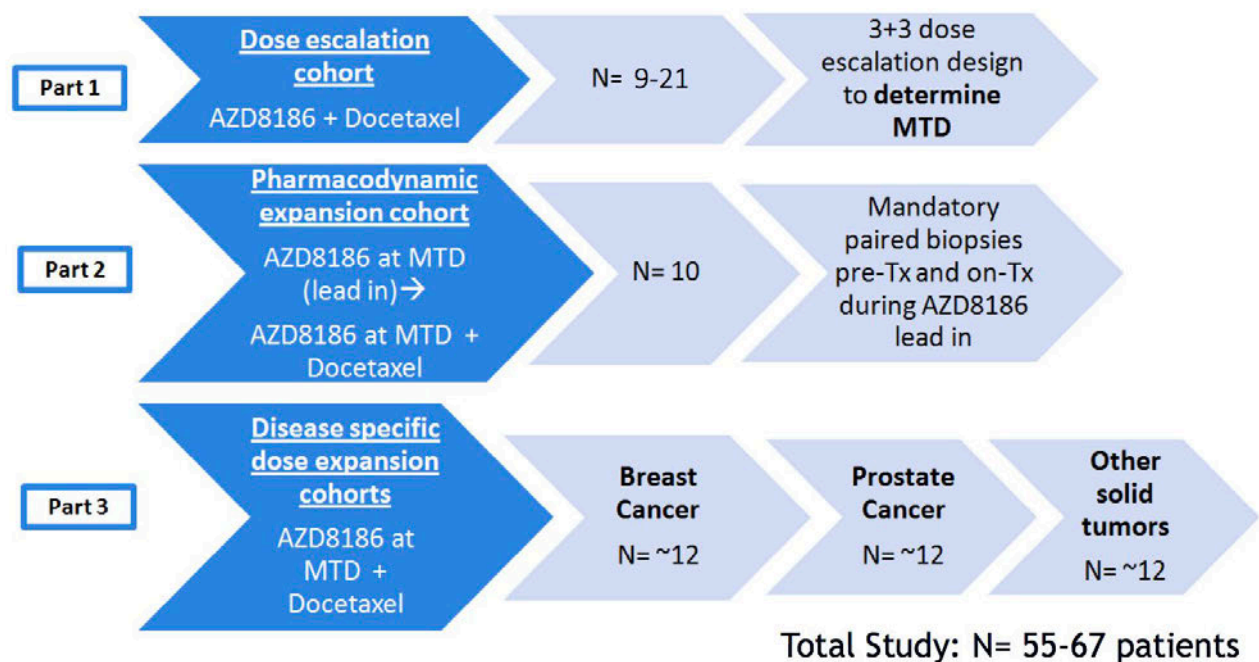 Part 1
Dose escalation
cohort
AZD8186 + Docetaxel
N= 9-21
3+3 dose
escalation design
to determine
MTD
Part 2
Pharmacodynamic
expansion cohort
AZD8186 at MTD
(lead in)→
AZD8186 at MTD +
Docetaxel
N= 10
Mandatory
paired biopsies
pre-Tx and on-Tx
during AZD8186
lead in
Part 3
Disease specific
dose expansion
cohorts
AZD8186 at
MTD +
Docetaxel
Breast
Cancer
N= ~12
Prostate
Cancer
N= ~12
Other
solid
tumors
N= ~12
Total Study: N= 55-67 patients